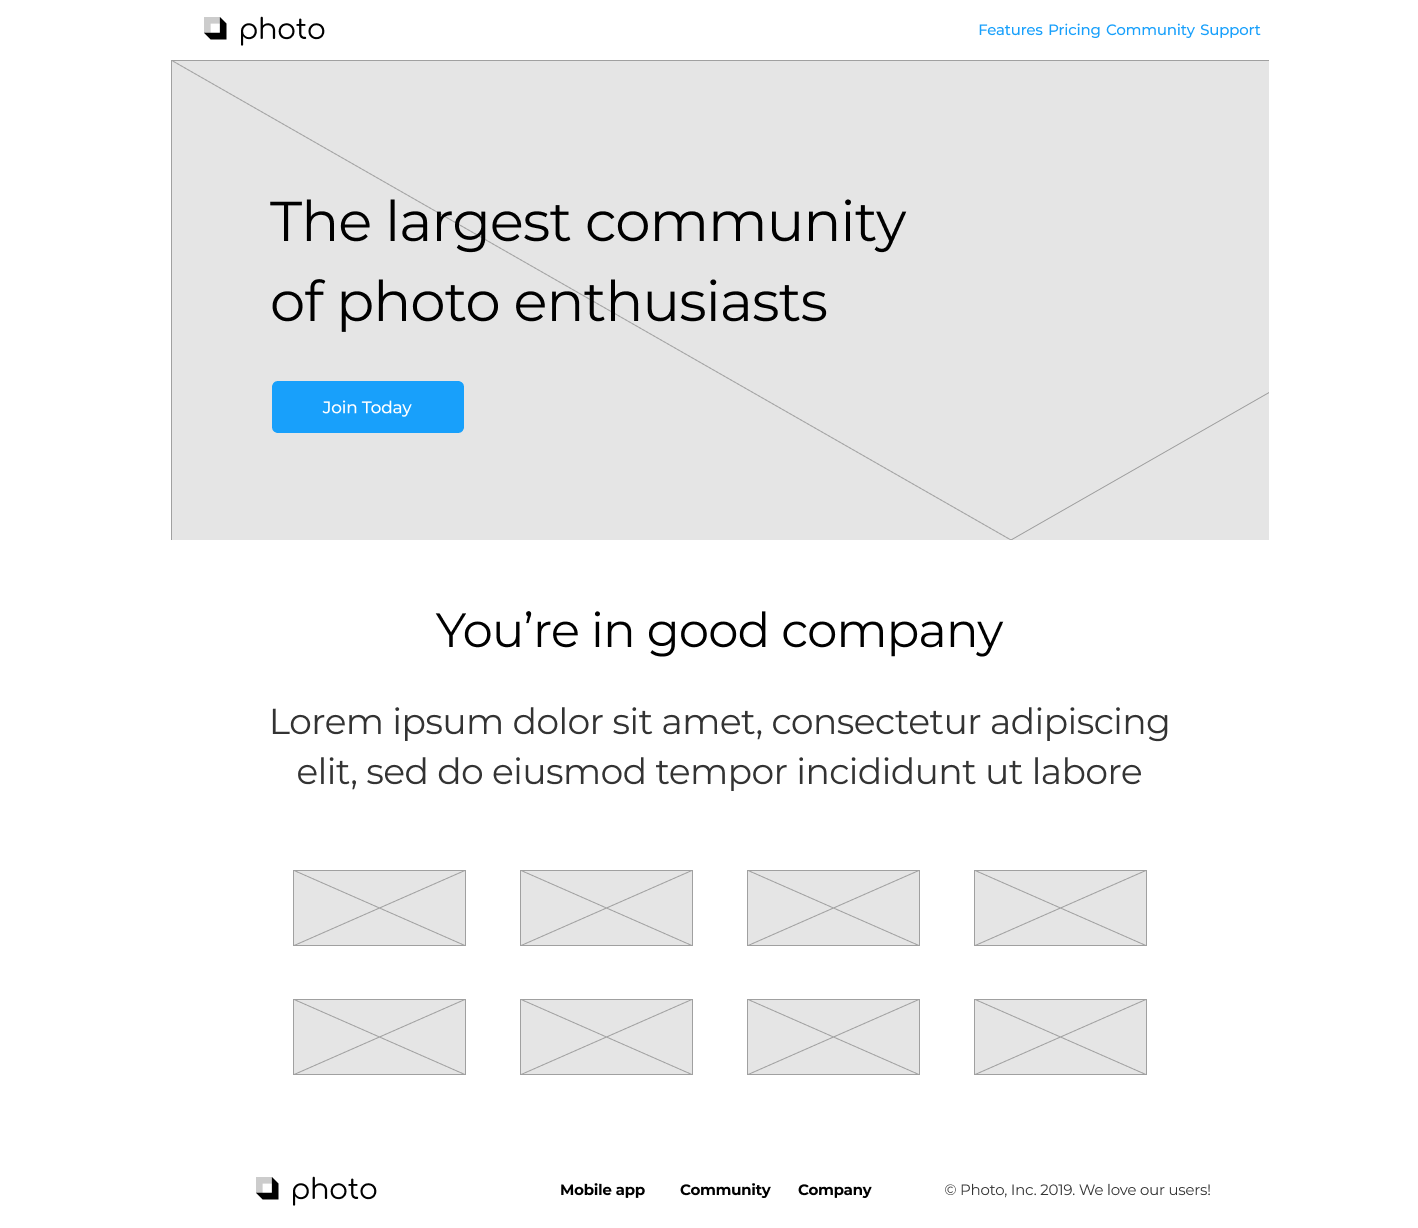 photo
Features Pricing Community Support
The largest community
of photo enthusiasts
Join Today
You’re in good company
Lorem ipsum dolor sit amet, consectetur adipiscing
elit, sed do eiusmod tempor incididunt ut labore
photo
Mobile app Community Company
© Photo, Inc. 2019. We love our users!